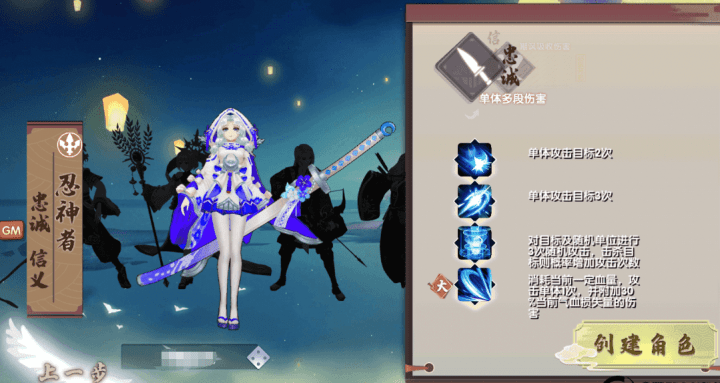 忍神者
忠诚 信义
GM
上一步
忠诚
单体多段伤害
单体攻击目标2次
单体攻击目标3次
对目标及随机单位进行
3次随机攻击，击杀目
标则概率增加攻击次数
大
消耗当前一定血量，攻
击单体1次，并附加30
%当前气血损失量的伤
害
创建角色